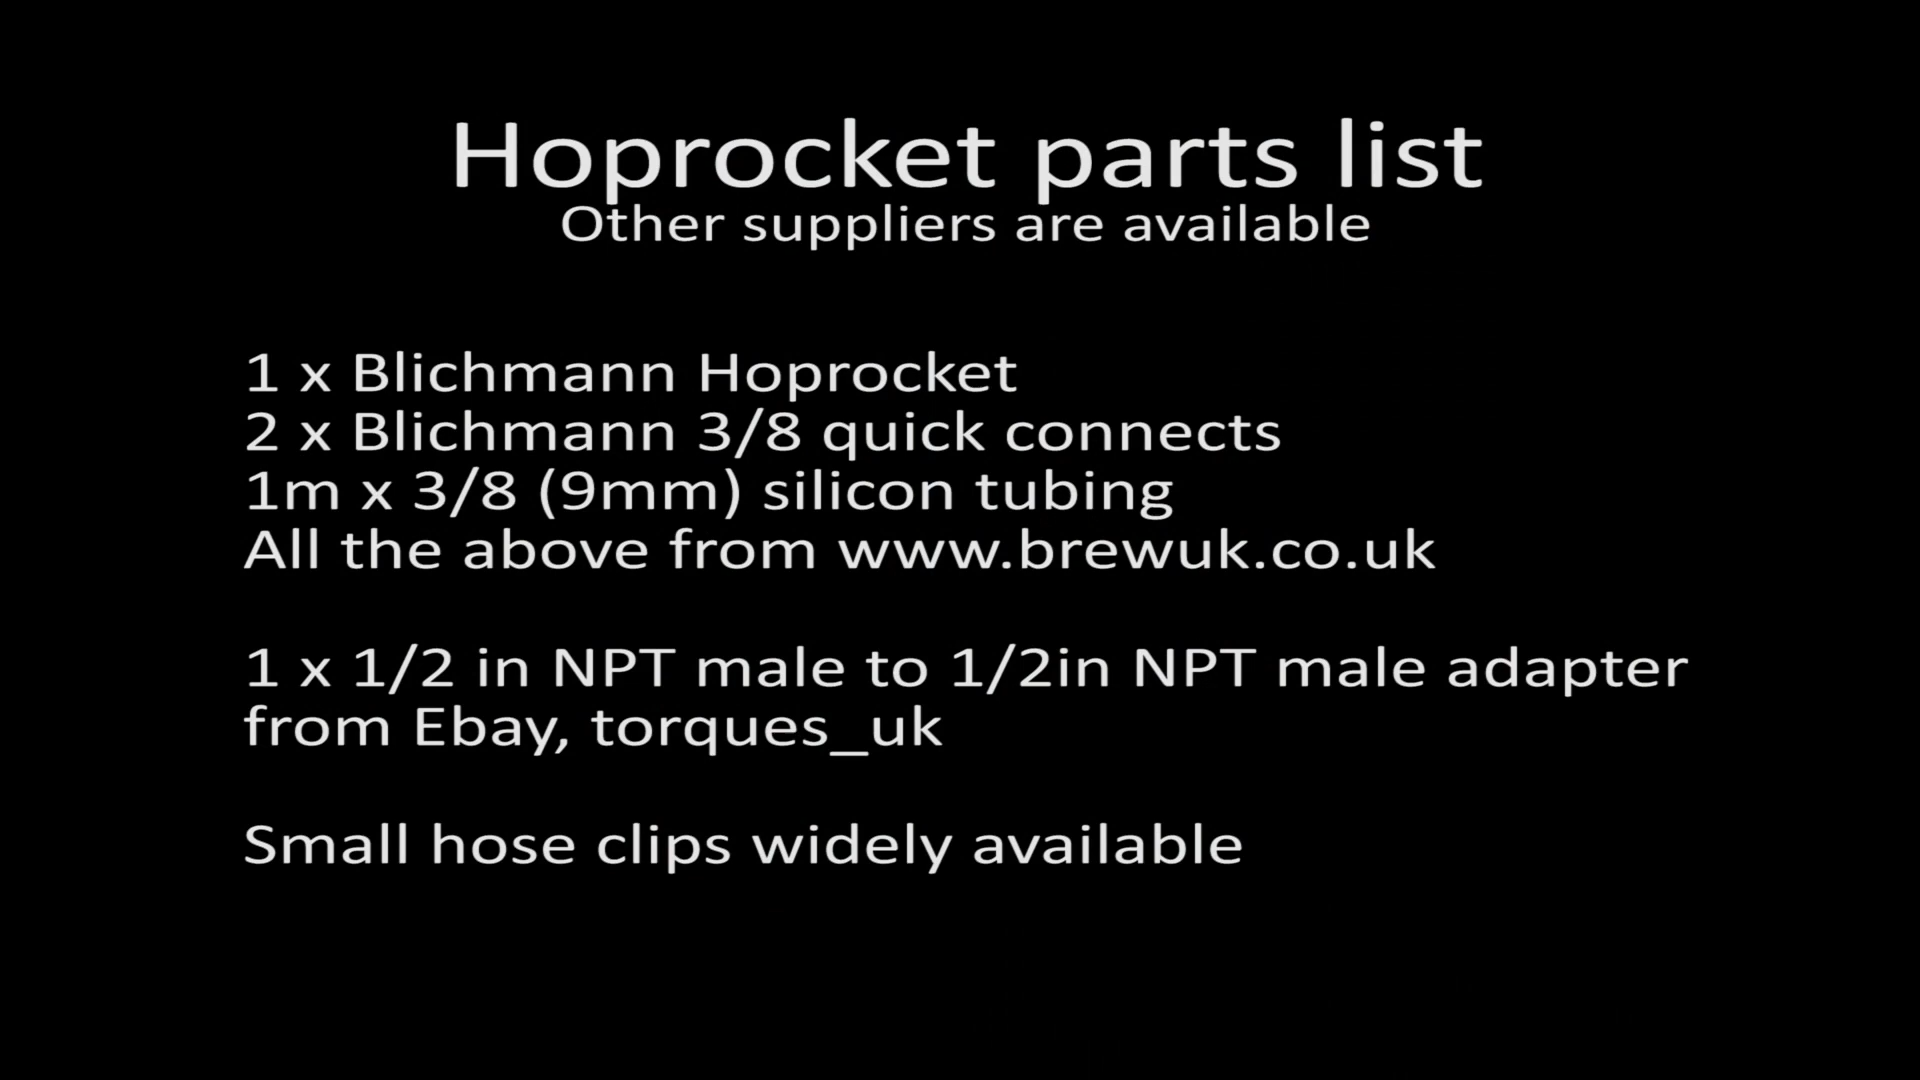 Hoprocket parts list
Other suppliers are available
1 x Blichmann Hoprocket
2 x Blichmann 3/8 quick connects
1m x 3/8 (9mm) silicon tubing
All the above from www.brewuk.co.uk
1 x 1/2 in NPT male to 1/2in NPT male adapter
from Ebay, torques_uk
Small hose clips widely available